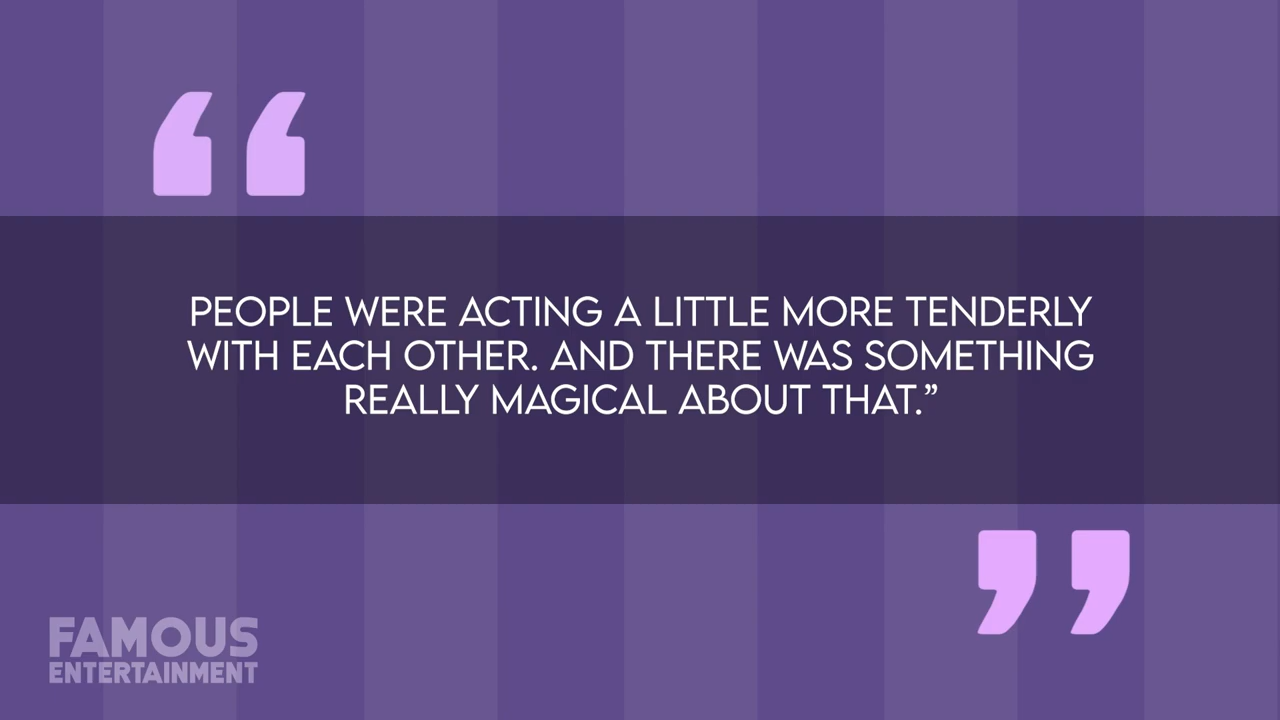 PEOPLE WERE ACTING A LITTLE MORE TENDERLY
WITH EACH OTHER. AND THERE WAS SOMETHING
REALLY MAGICAL ABOUT THAT.”
FAMOUS
ENTERTAINMENT